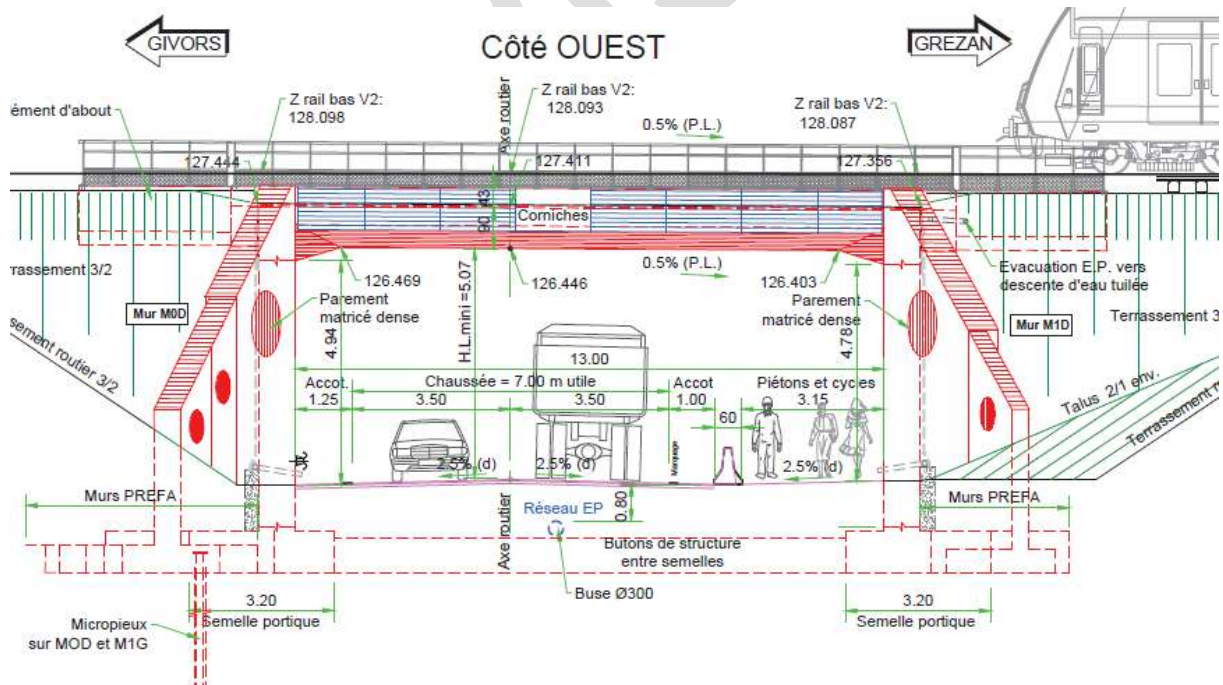 GIVORS
Côté OUEST
GREZAN
ément d'about
Z rail bas V2:
128.098
Axe routier
Z rail bas V2:
128.093
0.5% (P.L.)
Z rail bas V2:
128.087
127.444
127.411
127.356
43
90
Corniches
126.469
126.446
0.5% (P.L.)
126.403
Evacuation E.P. vers
descente d'eau tuilée
rrassement 3/2
Mur M0D
Parement
matricé dense
4.94
H.L.mini =5.07
4.78
Parement
matricé dense
Mur M1D
Terrassement 3
sement routier 3/2
13.00
Accot.
1.25
Chaussée = 7.00 m utile
3.50
3.50
Accot
1.00
Piétons et cycles
3.15
60
Talus 2/1 env.
Terrassement r
2.5% (d)
2.5% (d)
Marquage
2.5% (d)
Murs PREFA
Axe routier
Réseau EP
0.80
Murs PREFA
Butons de structure
entre semelles
Buse Ø300
3.20
Semelle portique
3.20
Semelle portique
Micropieux
sur MOD et M1G